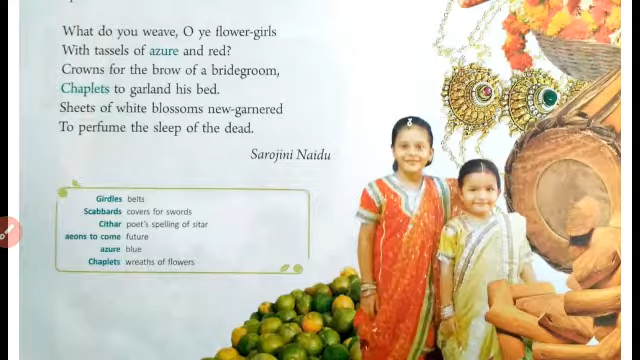 What do you weave, O ye flower-girls
With tassels of azure and red?
Crowns for the brow of a bridegroom,
Chaplets to garland his bed.
Sheets of white blossoms new-garnered
To perfume the sleep of the dead.
Sarojini Naidu
Girdles belts
Scabbards covers for swords
Cithar poet's spelling of sitar
aeons to come future
azure blue
Chaplets wreaths of flowers